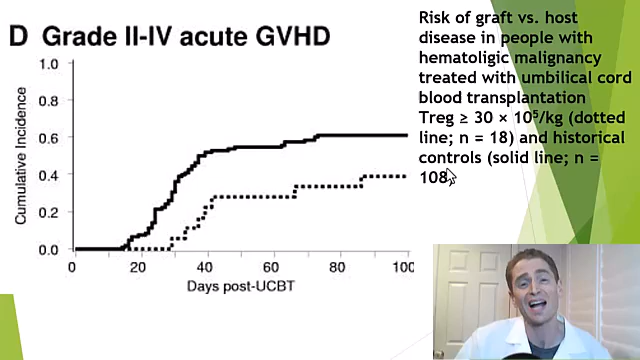 D Grade II-IV acute GVHD
Risk of graft vs. host
disease in people with
hematoligic malignancy
treated with umbilical cord
blood transplantation
Treg ≥ 30 × 10⁵/kg (dotted
line; n = 18) and historical
controls (solid line; n =
108)
Cumulative Incidence
1.0
0.8
0.6
0.4
0.2
0.0
0 20 40 60 80 100
Days post-UCBT